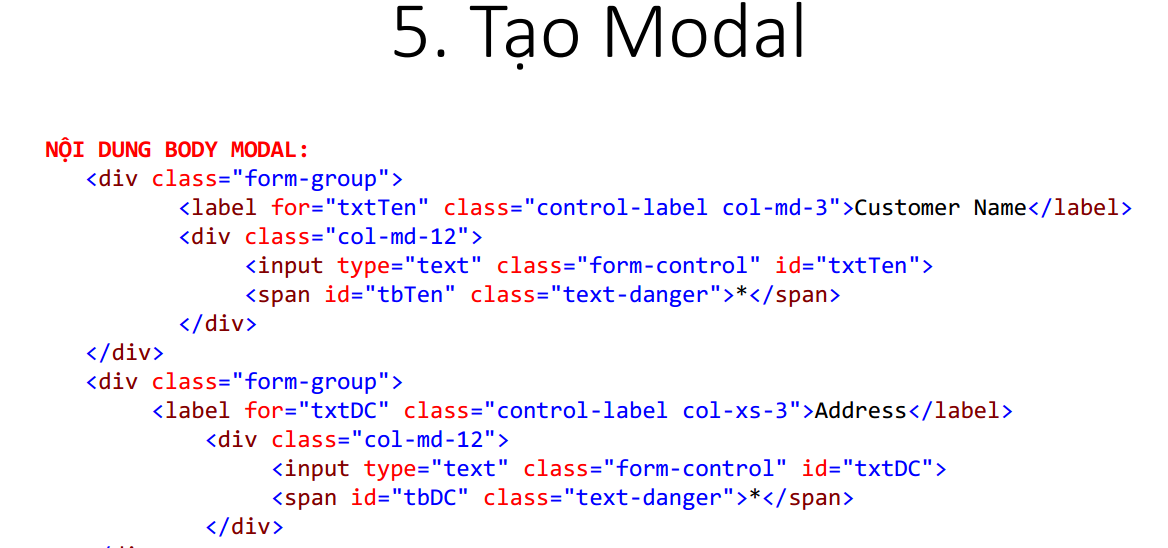 5. Tạo Modal
NỘI DUNG BODY MODAL:
<div class="form-group">
<label for="txtTen" class="control-label col-md-3">Customer Name</label>
<div class="col-md-12">
<input type="text" class="form-control" id="txtTen">
<span id="tbTen" class="text-danger">*</span>
</div>
</div>
<div class="form-group">
<label for="txtDC" class="control-label col-xs-3">Address</label>
<div class="col-md-12">
<input type="text" class="form-control" id="txtDC">
<span id="tbDC" class="text-danger">*</span>
</div>